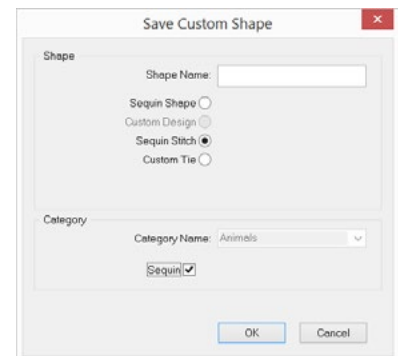 Save Custom Shape
Shape
Shape Name:
Sequin Shape
Custom Design
Sequin Stitch
Custom Tie
Category
Category Name: Animals
Sequin
OK Cancel